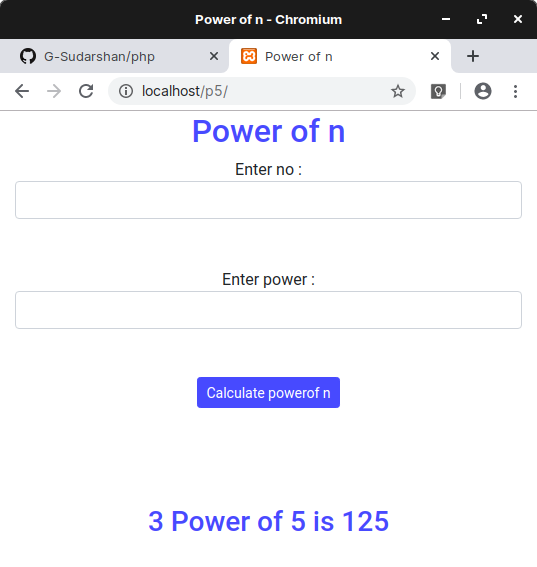 Power of n - Chromium
G-Sudarshan/php
Power of n
localhost/p5/
Power of n
Enter no :
Enter power :
Calculate powerof n
3 Power of 5 is 125